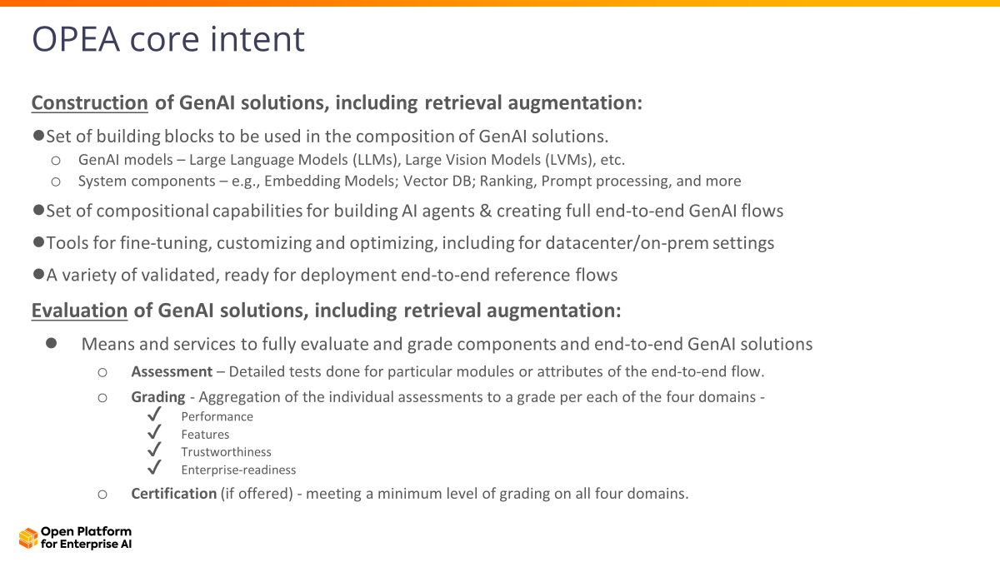 OPEA core intent
Construction of GenAI solutions, including retrieval augmentation:
●Set of building blocks to be used in the composition of GenAI solutions.
○ GenAI models – Large Language Models (LLMs), Large Vision Models (LVMs), etc.
○ System components – e.g., Embedding Models; Vector DB; Ranking, Prompt processing, and more
●Set of compositional capabilities for building AI agents & creating full end-to-end GenAI flows
●Tools for fine-tuning, customizing and optimizing, including for datacenter/on-prem settings
●A variety of validated, ready for deployment end-to-end reference flows
Evaluation of GenAI solutions, including retrieval augmentation:
● Means and services to fully evaluate and grade components and end-to-end GenAI solutions
○ Assessment – Detailed tests done for particular modules or attributes of the end-to-end flow.
○ Grading - Aggregation of the individual assessments to a grade per each of the four domains -
✓ Performance
✓ Features
✓ Trustworthiness
✓ Enterprise-readiness
○ Certification (if offered) - meeting a minimum level of grading on all four domains.
Open Platform
for Enterprise AI